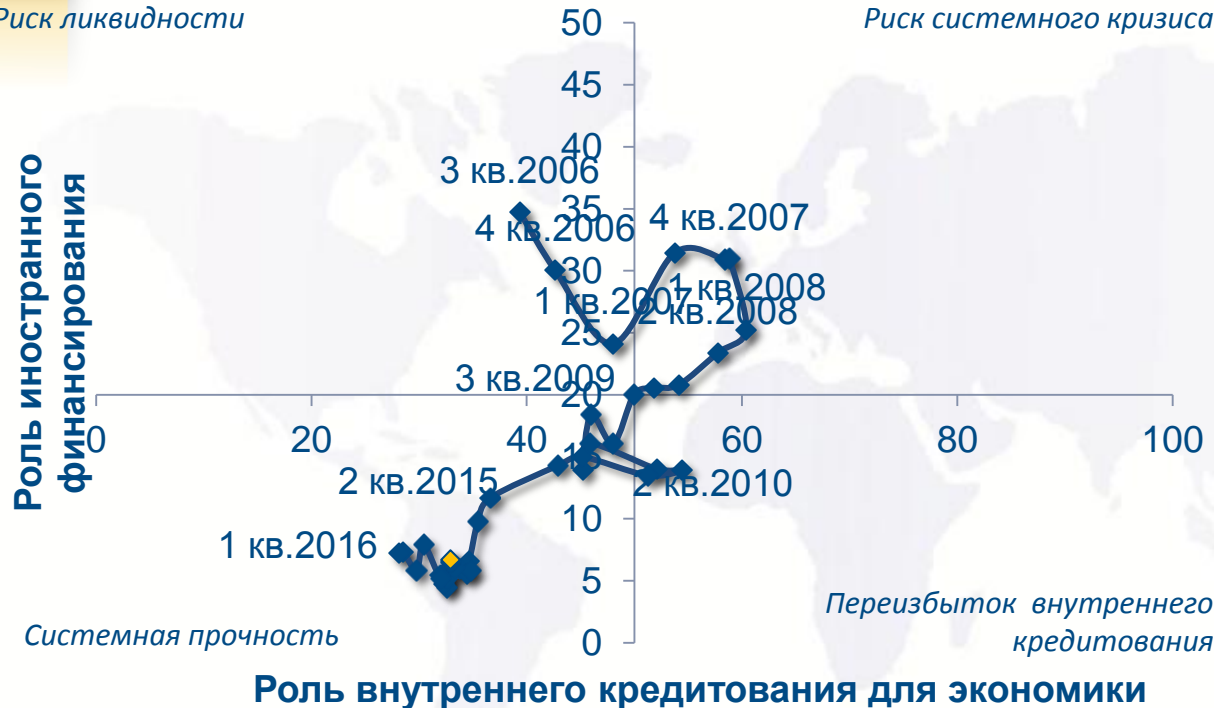 Риск ликвидности
Риск системного кризиса
50
45
40
35
30
25
20
15
10
5
0
3 кв.2006
4 кв.2006
4 кв.2007
1 кв.2007
1 кв.2008
2 кв.2008
3 кв.2009
0
20
40
60
80
100
2 кв.2010
2 кв.2015
1 кв.2016
Роль иностранного
финансирования
Системная прочность
Переизбыток внутреннего
кредитования
Роль внутреннего кредитования для экономики